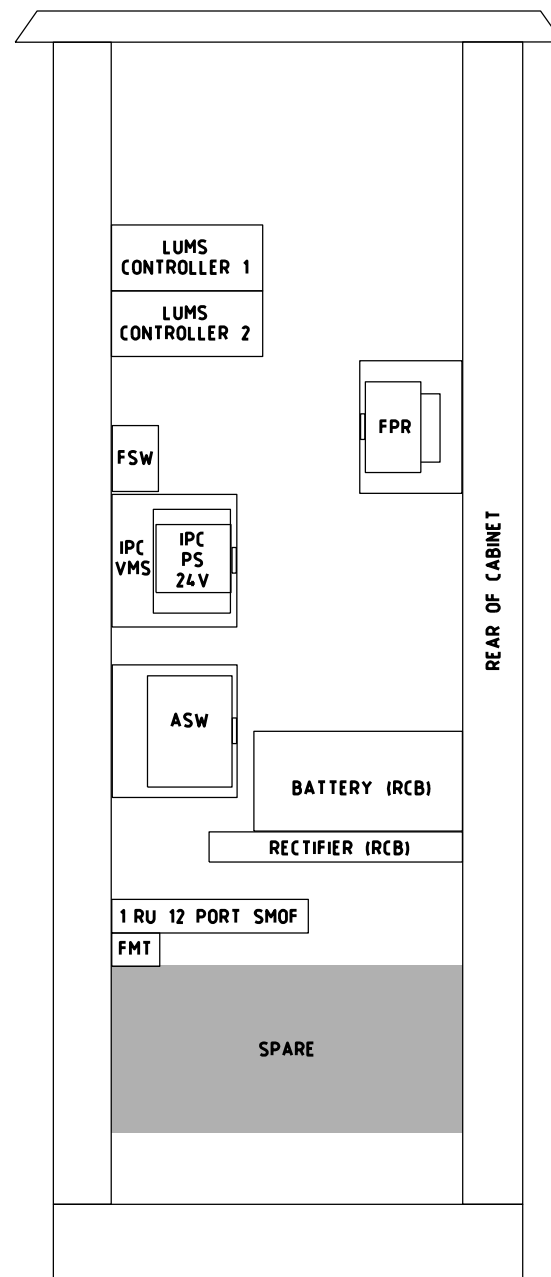 LUMS
CONTROLLER 1
LUMS
CONTROLLER 2
FPR
FSW
IPC
VMS
IPC
PS
24V
REAR OF CABINET
ASW
BATTERY (RCB)
RECTIFIER (RCB)
1 RU 12 PORT SMOF
FMT
SPARE